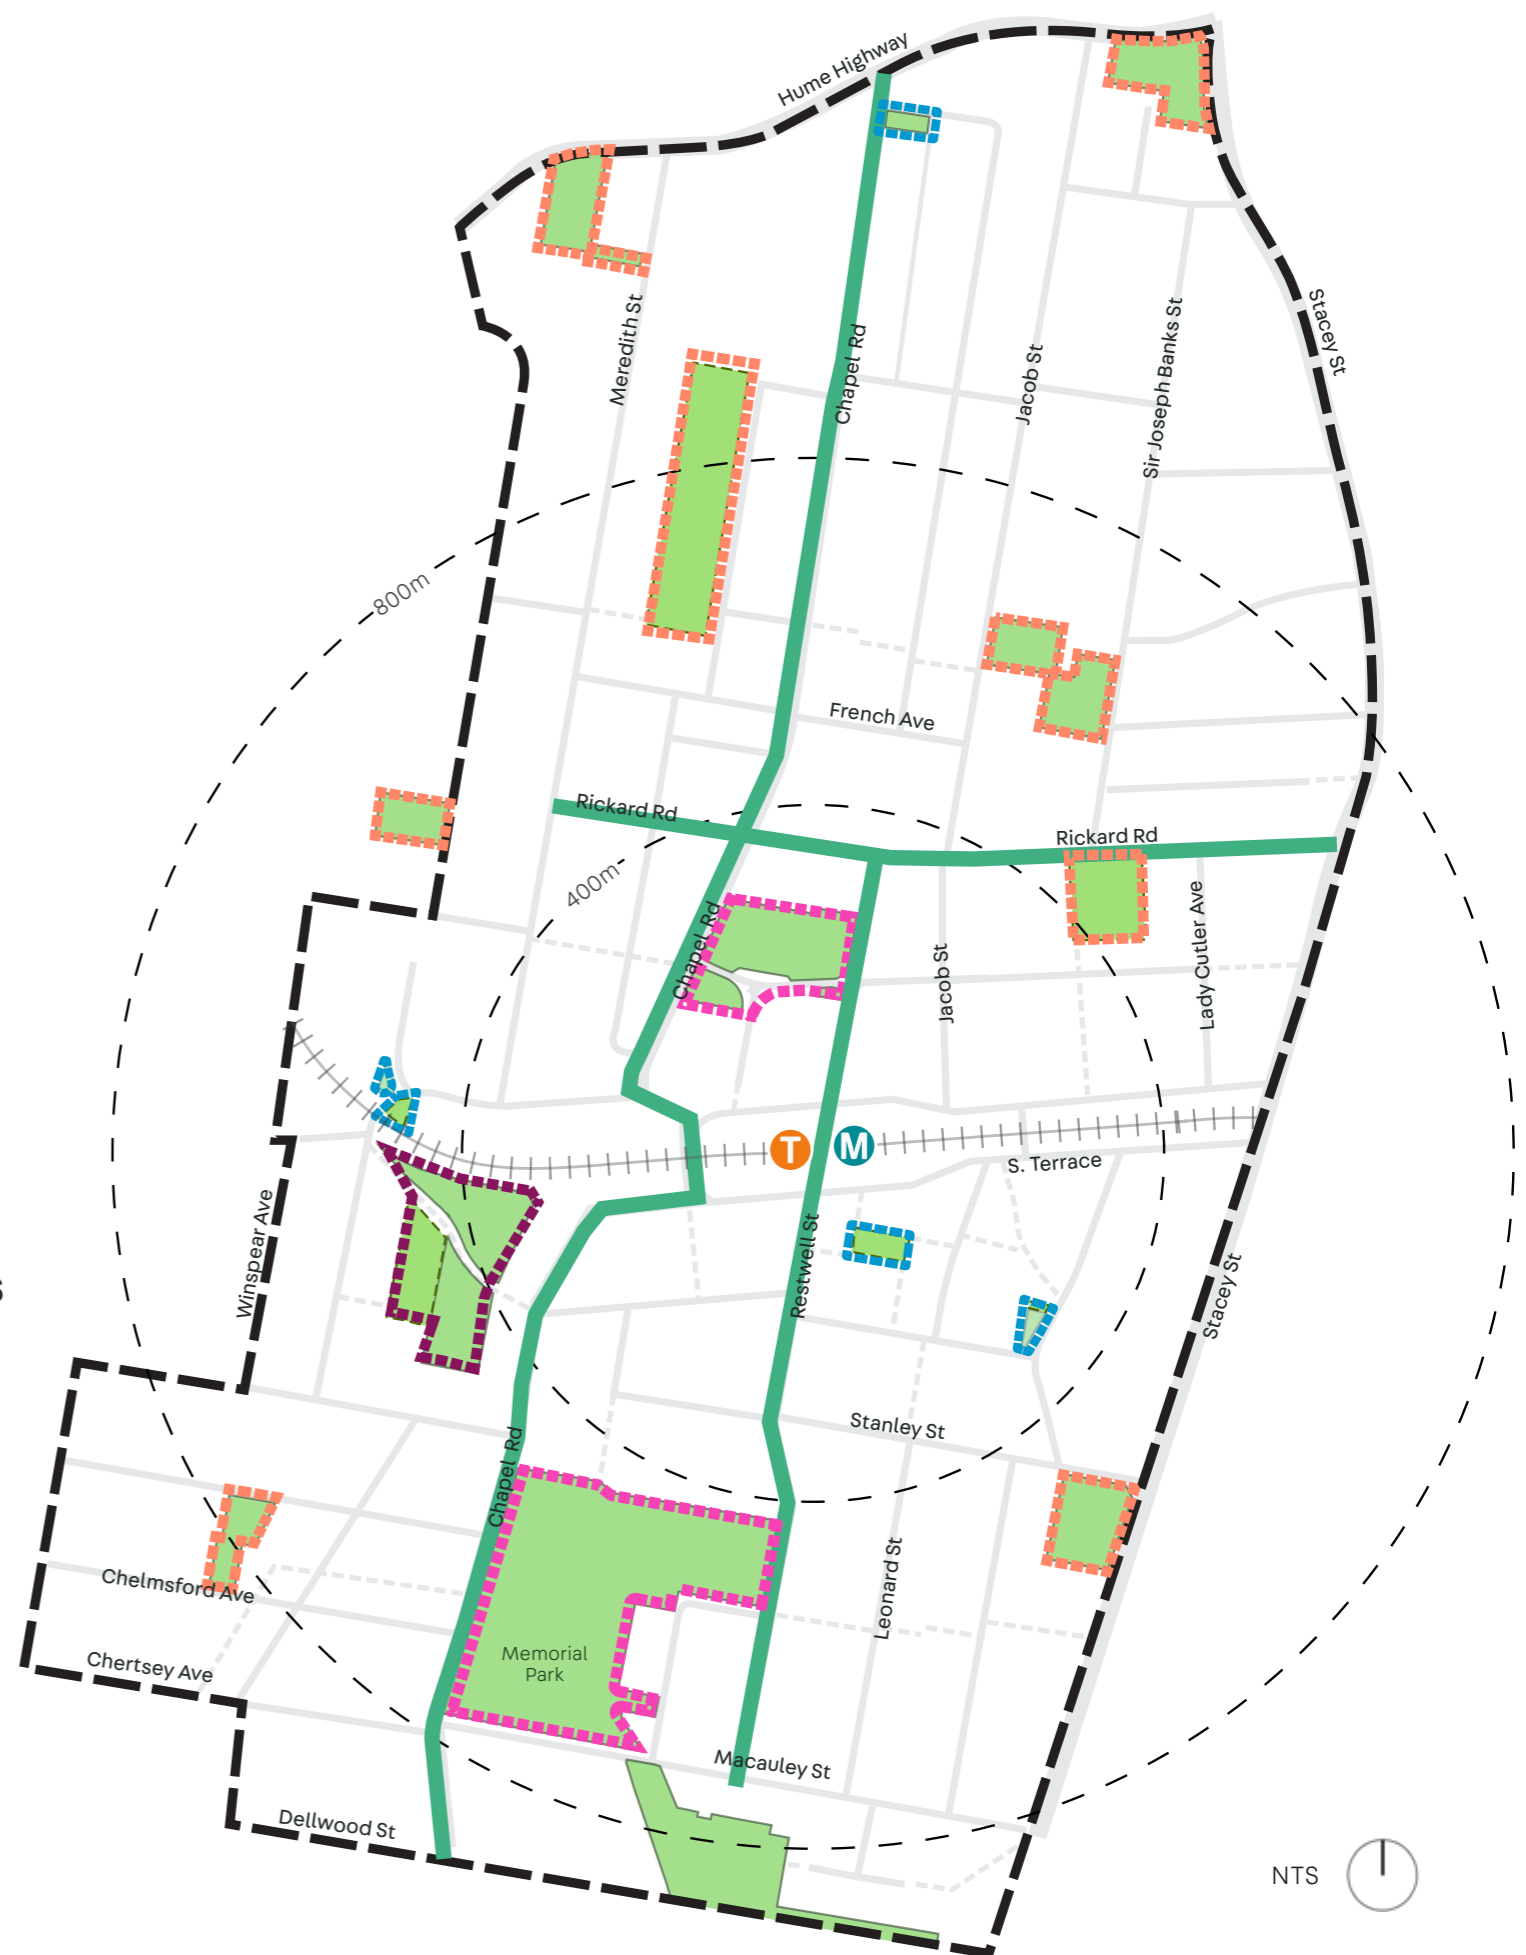 Hume Highway
Meredith St
Chapel Rd
Jacob St
Sir Joseph Banks St
Stacey St
800m
French Ave
Rickard Rd
Rickard Rd
400m
Chapel Rd
Jacob St
Lady Cutler Ave
T
M
S. Terrace
Winspear Ave
Restwell St
Stacey St
Stanley St
Chapel Rd
Leonard St
Chelmsford Ave
Memorial
Park
Chertsey Ave
Macauley St
Dellwood St
NTS